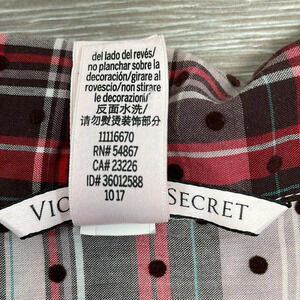 del lado del revés/
no planchar sobre la
decoración/girare al
rovescio/non stirare
le decorazioni/
反面水洗/
请勿熨烫装饰部分
11116670
RN# 54867
CA# 23226
ID# 36012588
10 17
VIC SECRET